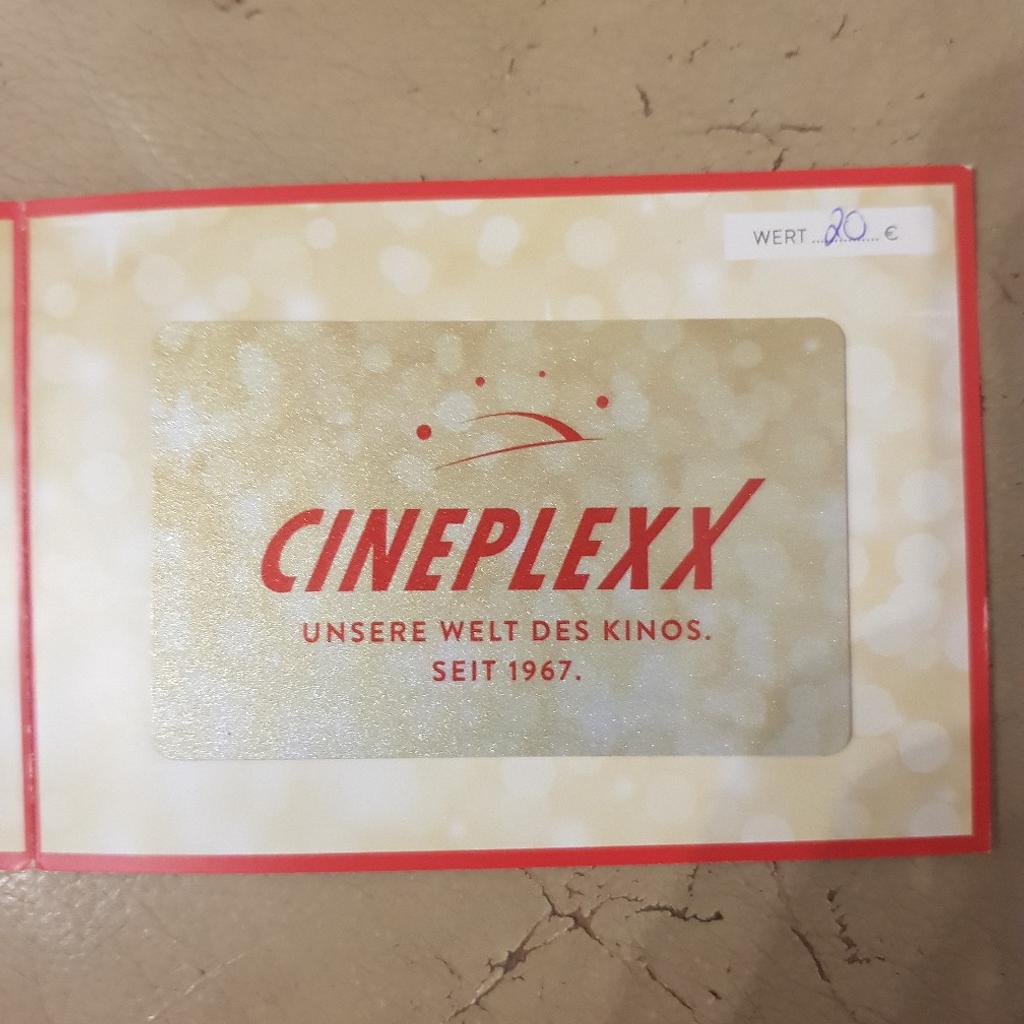 WERT 20 €
CINEPLEXX
UNSERE WELT DES KINOS.
SEIT 1967.